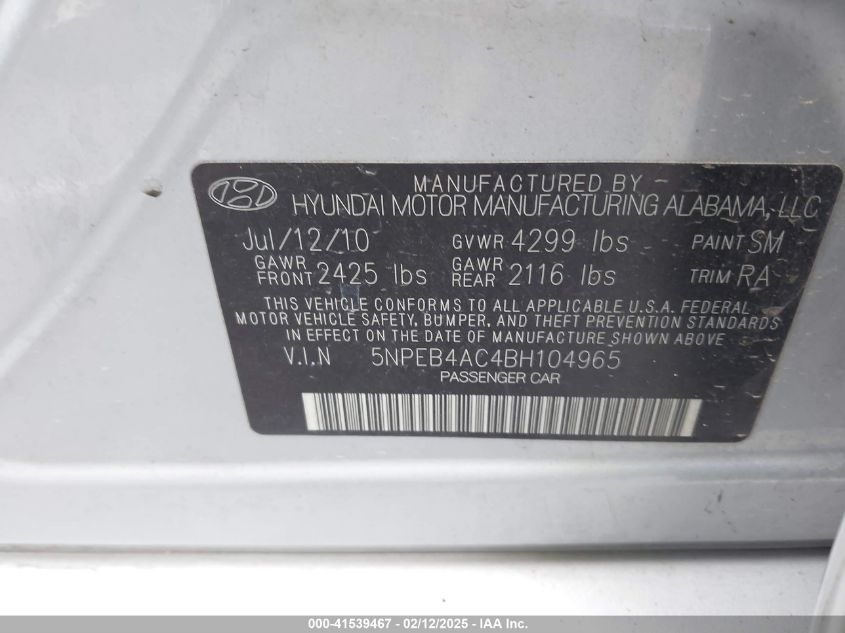 MANUFACTURED BY
HYUNDAI MOTOR MANUFACTURING ALABAMA, LLC
Jul/12/10 GVWR 4299 lbs PAINT SM
GAWR FRONT 2425 lbs GAWR REAR 2116 lbs TRIM RA
THIS VEHICLE CONFORMS TO ALL APPLICABLE U.S.A. FEDERAL
MOTOR VEHICLE SAFETY, BUMPER, AND THEFT PREVENTION STANDARDS
IN EFFECT ON THE DATE OF MANUFACTURE SHOWN ABOVE
V.I.N 5NPEB4AC4BH104965
PASSENGER CAR
000-41539467 - 02/12/2025 - IAA Inc.